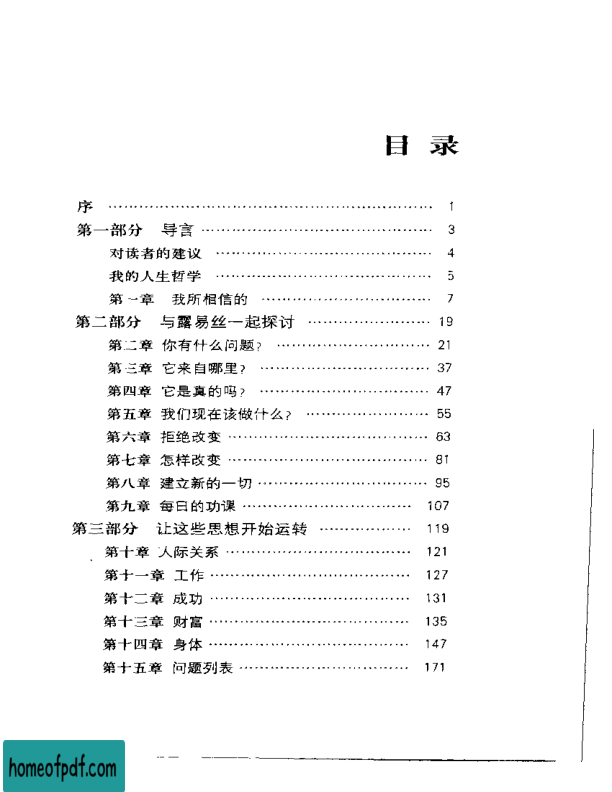 目录
序 ………………………………………………… 1
第一部分 导言 ………………………………………… 3
对读者的建议 ………………………………………… 4
我的人生哲学 ………………………………………… 5
第一章 我所相信的 ………………………………… 7
第二部分 与露易丝一起探讨 ………………………… 19
第二章 你有什么问题? ……………………………… 21
第三章 它来自哪里? ………………………………… 37
第四章 它是真的吗? ………………………………… 47
第五章 我们现在该做什么? ………………………… 55
第六章 拒绝改变 …………………………………… 63
第七章 怎样改变 …………………………………… 81
第八章 建立新的一切 ……………………………… 95
第九章 每日的功课 ………………………………… 107
第三部分 让这些思想开始运转 ……………………… 119
第十章 人际关系 …………………………………… 121
第十一章 工作 ……………………………………… 127
第十二章 成功 ……………………………………… 131
第十三章 财富 ……………………………………… 135
第十四章 身体 ……………………………………… 147
第十五章 问题列表 ………………………………… 171
homeofpdf.com